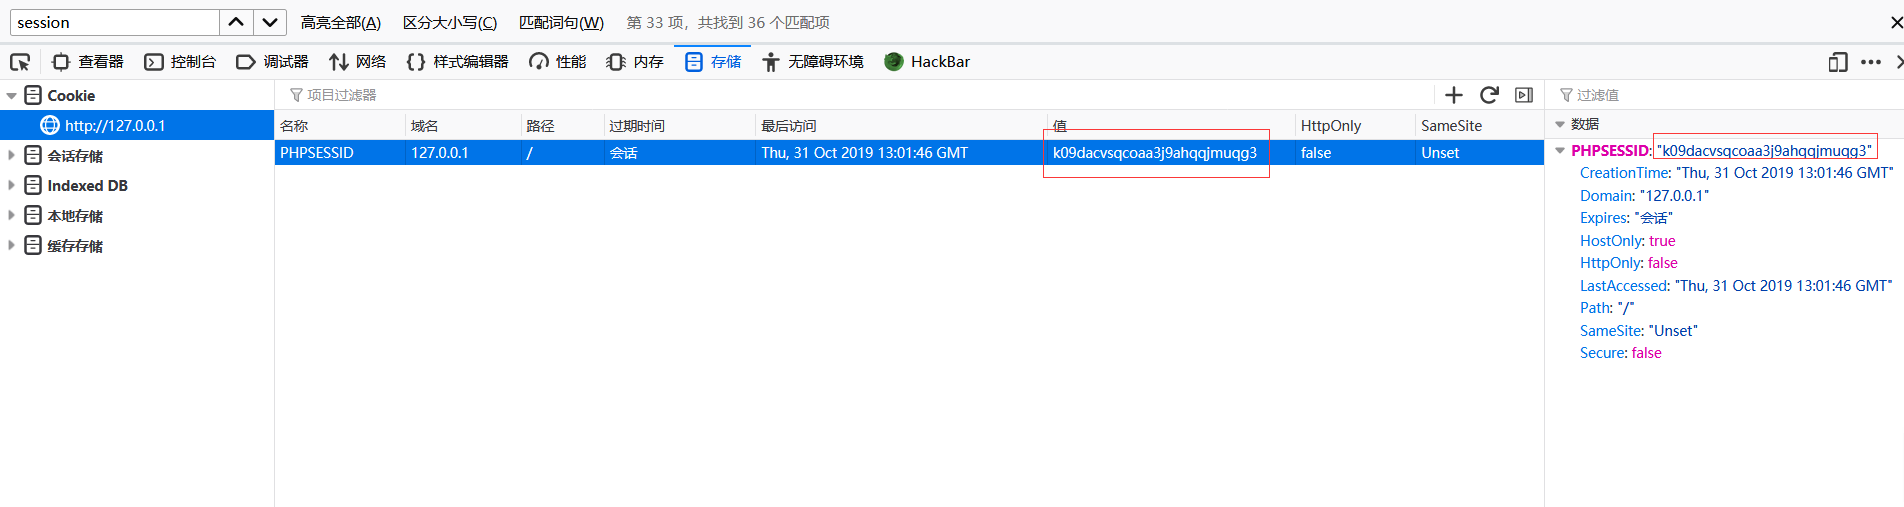 session 高亮全部(A) 区分大小写(C) 匹配词句(W) 第 33 项，共找到 36 个匹配项
查看器 控制台 调试器 网络 样式编辑器 性能 内存 存储 无障碍环境 HackBar
Cookie
http://127.0.0.1
会话存储
Indexed DB
本地存储
缓存存储
项目过滤器
名称 域名 路径 过期时间 最后访问 值 HttpOnly SameSite
PHPSESSID 127.0.0.1 / 会话 Thu, 31 Oct 2019 13:01:46 GMT k09dacvsqcoaa3j9ahqqjmuqg3 false Unset
过滤值
数据
PHPSESSID: "k09dacvsqcoaa3j9ahqqjmuqg3"
CreationTime: "Thu, 31 Oct 2019 13:01:46 GMT"
Domain: "127.0.0.1"
Expires: "会话"
HostOnly: true
HttpOnly: false
LastAccessed: "Thu, 31 Oct 2019 13:01:46 GMT"
Path: "/"
SameSite: "Unset"
Secure: false